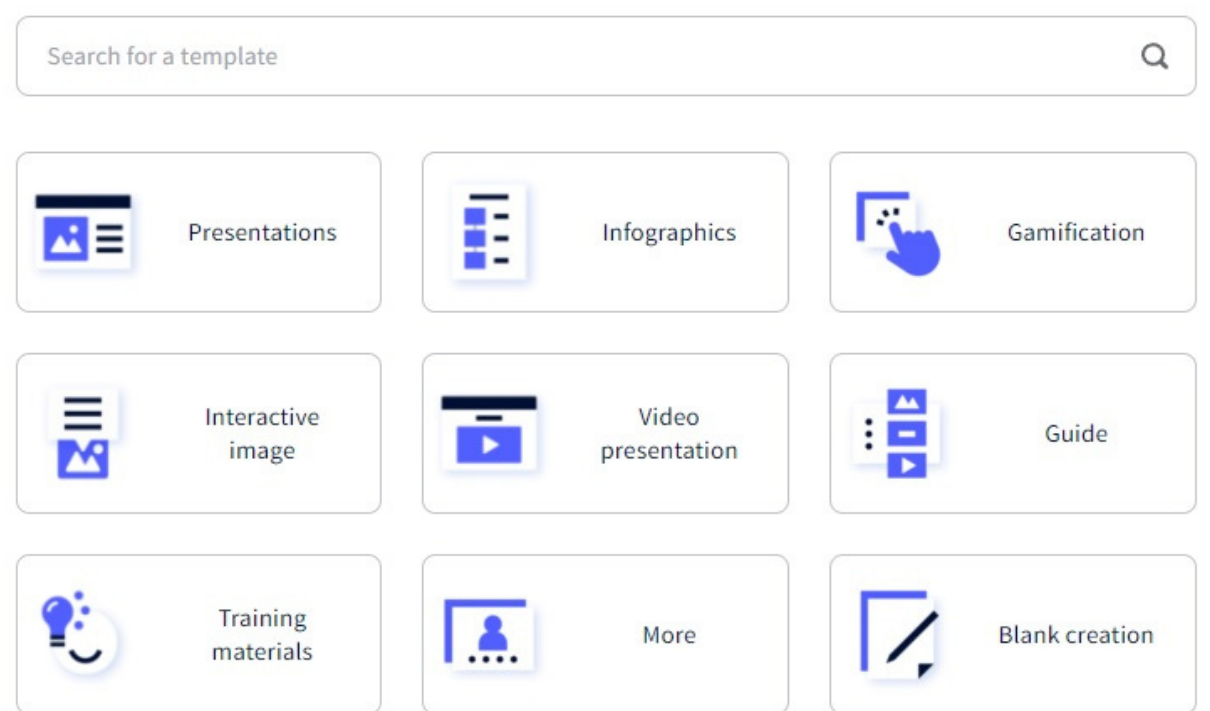 Search for a template
Presentations
Infographics
Gamification
Interactive
image
Video
presentation
Guide
Training
materials
More
Blank creation